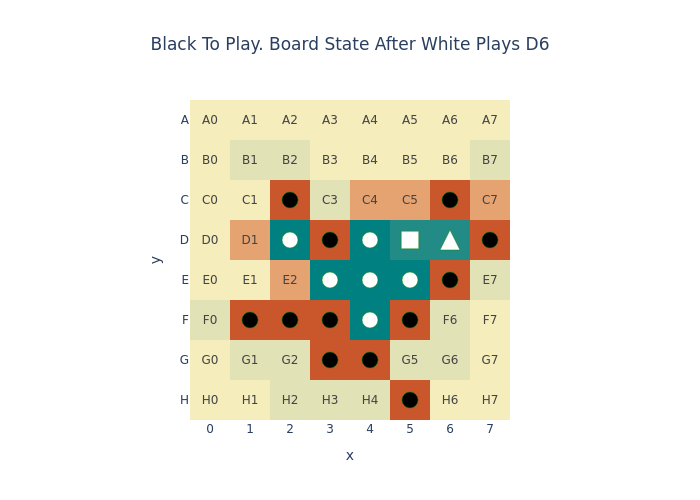 Black To Play. Board State After White Plays D6
A A0 A1 A2 A3 A4 A5 A6 A7
B B0 B1 B2 B3 B4 B5 B6 B7
C C0 C1 C3 C4 C5 C7
D D0 D1
y
E E0 E1 E2 E7
F F0 F6 F7
G G0 G1 G2 G5 G6 G7
H H0 H1 H2 H3 H4 H6 H7
0 1 2 3 4 5 6 7
x